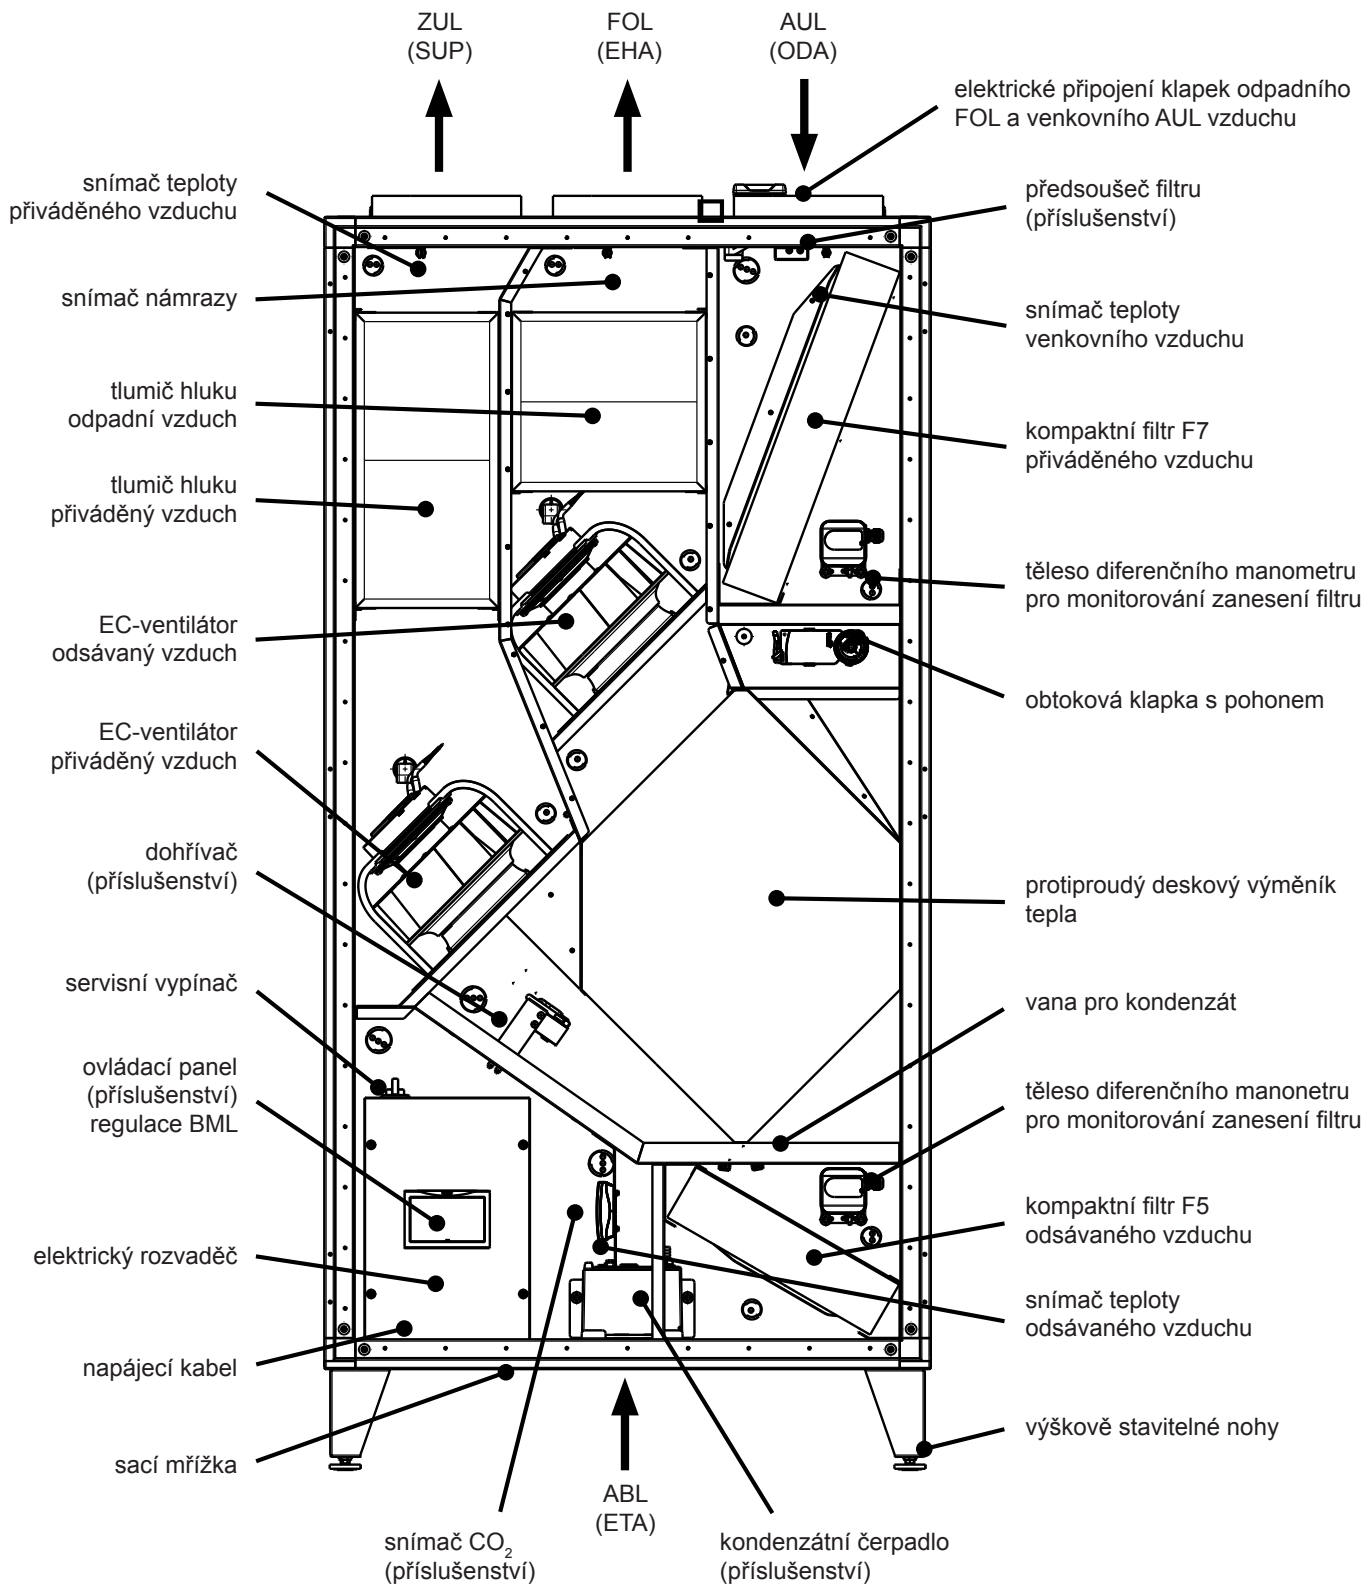 ZUL
(SUP)
FOL
(EHA)
AUL
(ODA)
elektrické připojení klapek odpadního
FOL a venkovního AUL vzduchu
snímač teploty
přiváděného vzduchu
předsoušeč filtru
(příslušenství)
snímač námrazy
snímač teploty
venkovního vzduchu
tlumič hluku
odpadní vzduch
kompaktní filtr F7
přiváděného vzduchu
tlumič hluku
přiváděný vzduch
těleso diferenčního manometru
pro monitorování zanesení filtru
EC-ventilátor
odsávaný vzduch
obtoková klapka s pohonem
EC-ventilátor
přiváděný vzduch
dohřívač
(příslušenství)
protiproudý deskový výměník
tepla
servisní vypínač
vana pro kondenzát
ovládací panel
(příslušenství)
regulace BML
těleso diferenčního manonetru
pro monitorování zanesení filtru
kompaktní filtr F5
odsávaného vzduchu
elektrický rozvaděč
snímač teploty
odsávaného vzduchu
napájecí kabel
výškově stavitelné nohy
sací mřížka
ABL
(ETA)
snímač CO₂
(příslušenství)
kondenzátní čerpadlo
(příslušenství)